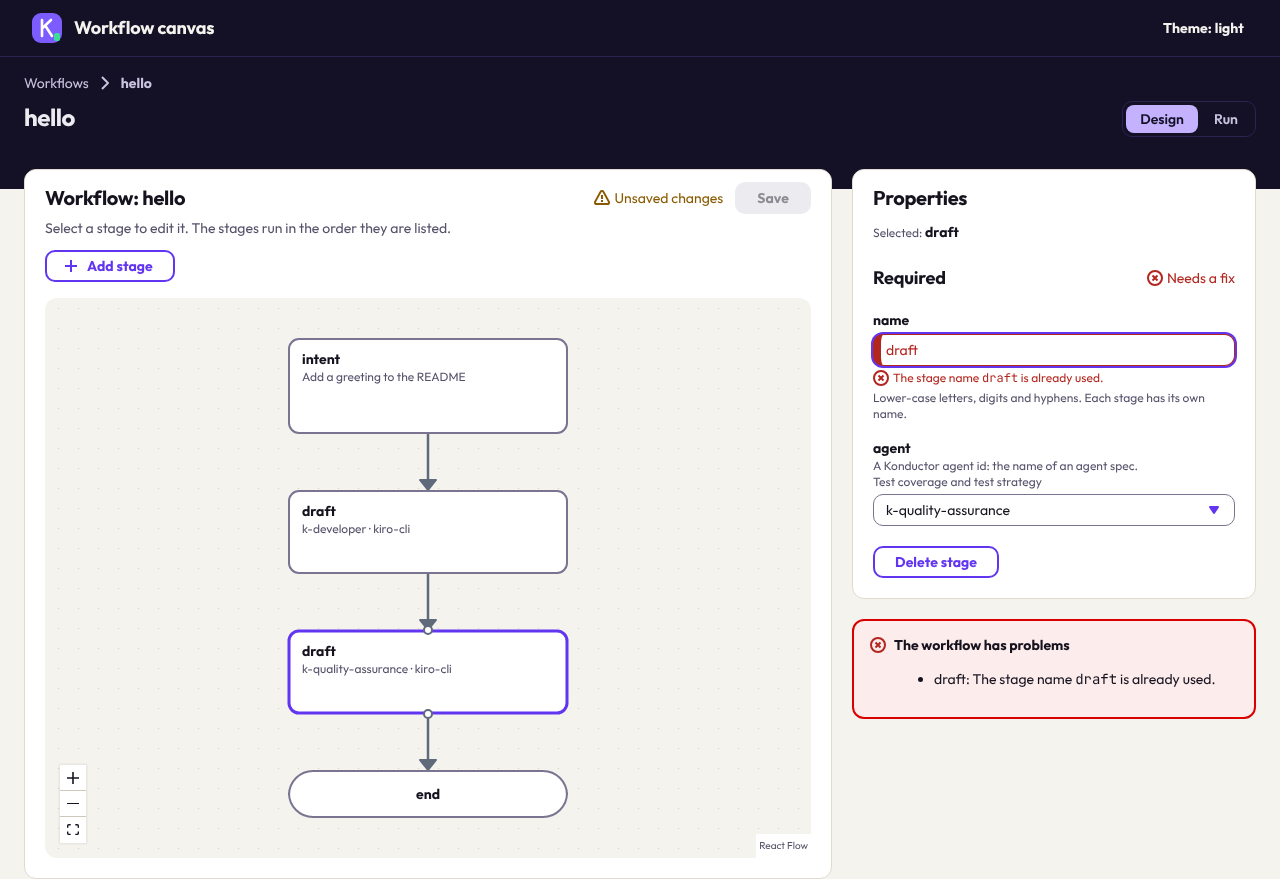 K Workflow canvas
Theme: light
Workflows > hello
hello
Design Run
Workflow: hello
Unsaved changes
Save
Select a stage to edit it. The stages run in the order they are listed.
+ Add stage
intent
Add a greeting to the README
draft
k-developer · kiro-cli
draft
k-quality-assurance · kiro-cli
end
React Flow
Properties
Selected: draft
Required
Needs a fix
name
draft
The stage name draft is already used.
Lower-case letters, digits and hyphens. Each stage has its own
name.
agent
A Konductor agent id: the name of an agent spec.
Test coverage and test strategy
k-quality-assurance
Delete stage
The workflow has problems
• draft: The stage name draft is already used.